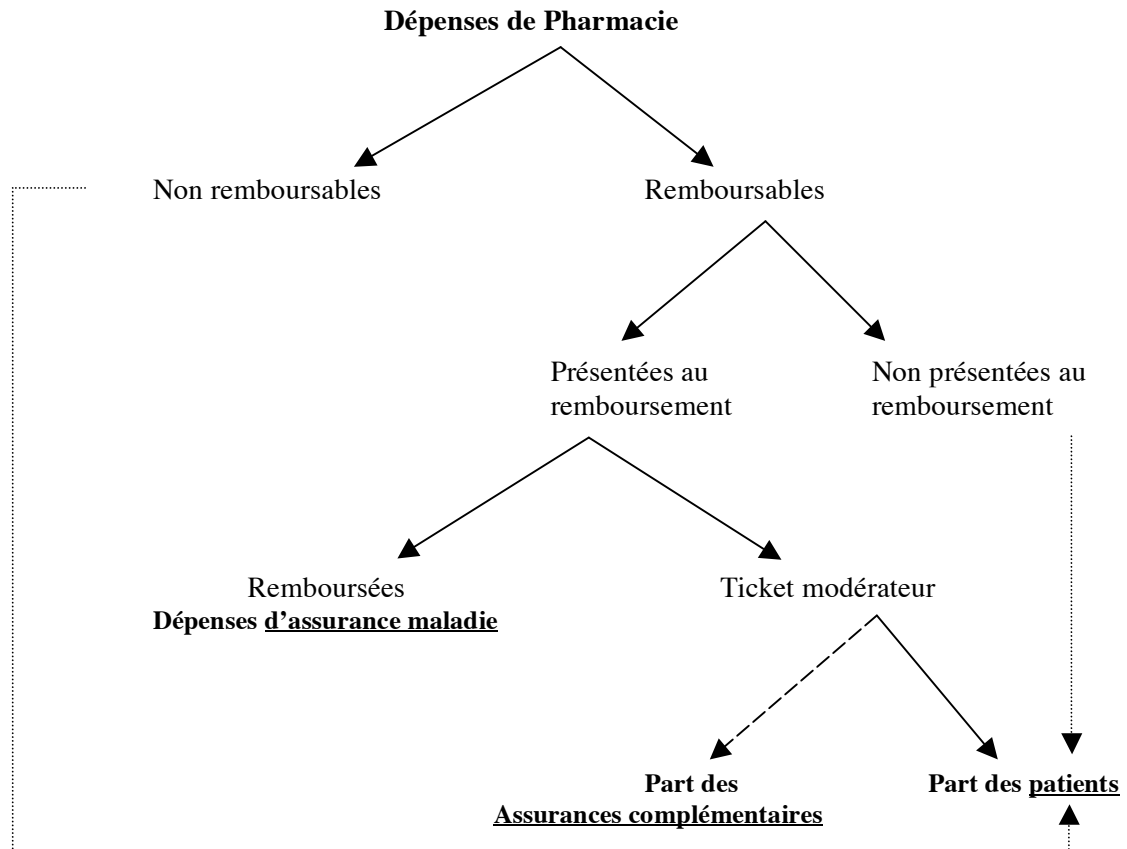 Dépenses de Pharmacie
Non remboursables
Remboursables
Présentées au
remboursement
Non présentées au
remboursement
Remboursées
Dépenses d’assurance maladie
Ticket modérateur
Part des
Assurances complémentaires
Part des patients